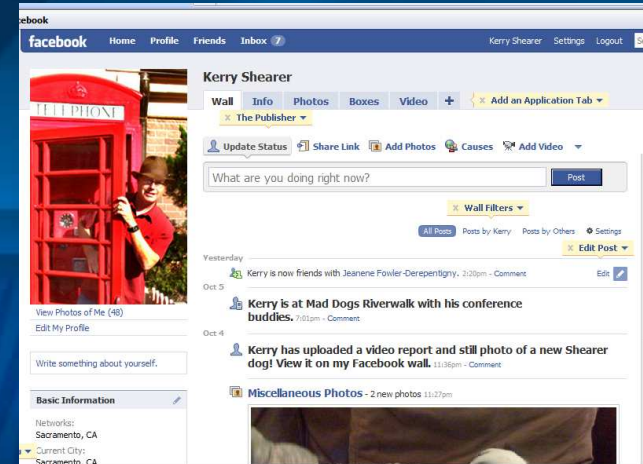 cebook
facebook Home Profile Friends Inbox 7 Kerry Shearer Settings Logout
Kerry Shearer
Wall Info Photos Boxes Video + x Add an Application Tab
x The Publisher
TELEPHONE
Update Status Share Link Add Photos Causes Add Video
What are you doing right now? Post
x Wall Filters
All Posts Posts by Kerry Posts by Others Settings
x Edit Post
Yesterday
Kerry is now friends with Jeanene Fowler-Derepentigny. 2:20pm - Comment Edit
Oct 5
Kerry is at Mad Dogs Riverwalk with his conference
buddies. 7:01pm - Comment
Oct 4
Kerry has uploaded a video report and still photo of a new Shearer
dog! View it on my Facebook wall. 11:36pm - Comment
Miscellaneous Photos - 2 new photos 11:27pm
View Photos of Me (48)
Edit My Profile
Write something about yourself.
Basic Information
Networks:
Sacramento, CA
Current City:
Sacramento, CA